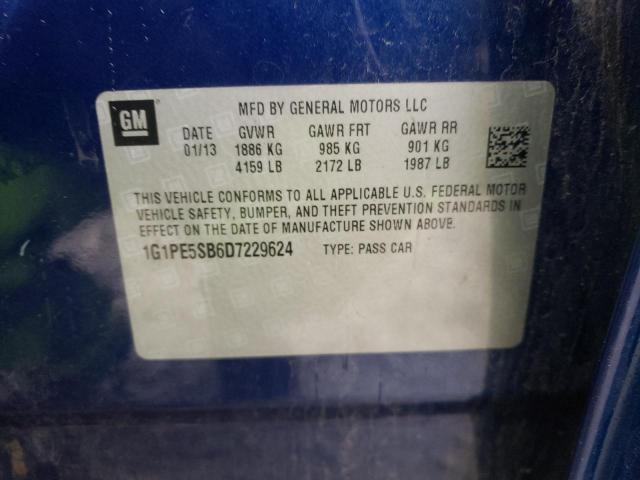 GM
MFD BY GENERAL MOTORS LLC
DATE GVWR GAWR FRT GAWR RR
01/13 1886 KG 985 KG 901 KG
4159 LB 2172 LB 1987 LB
THIS VEHICLE CONFORMS TO ALL APPLICABLE U.S. FEDERAL MOTOR
VEHICLE SAFETY, BUMPER, AND THEFT PREVENTION STANDARDS IN
EFFECT ON THE DATE OF MANUFACTURE SHOWN ABOVE.
1G1PE5SB6D7229624 TYPE: PASS CAR